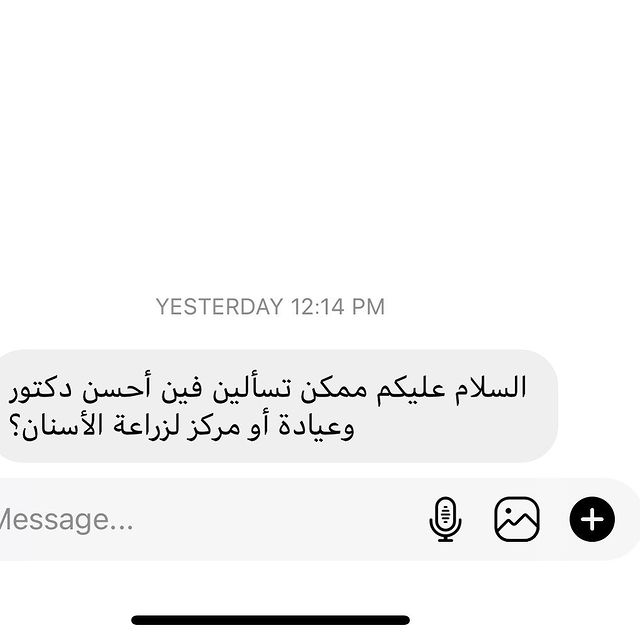 YESTERDAY 12:14 PM
السلام عليكم ممكن تسألين فين أحسن دكتور
وعيادة أو مركز لزراعة الأسنان؟
Message...